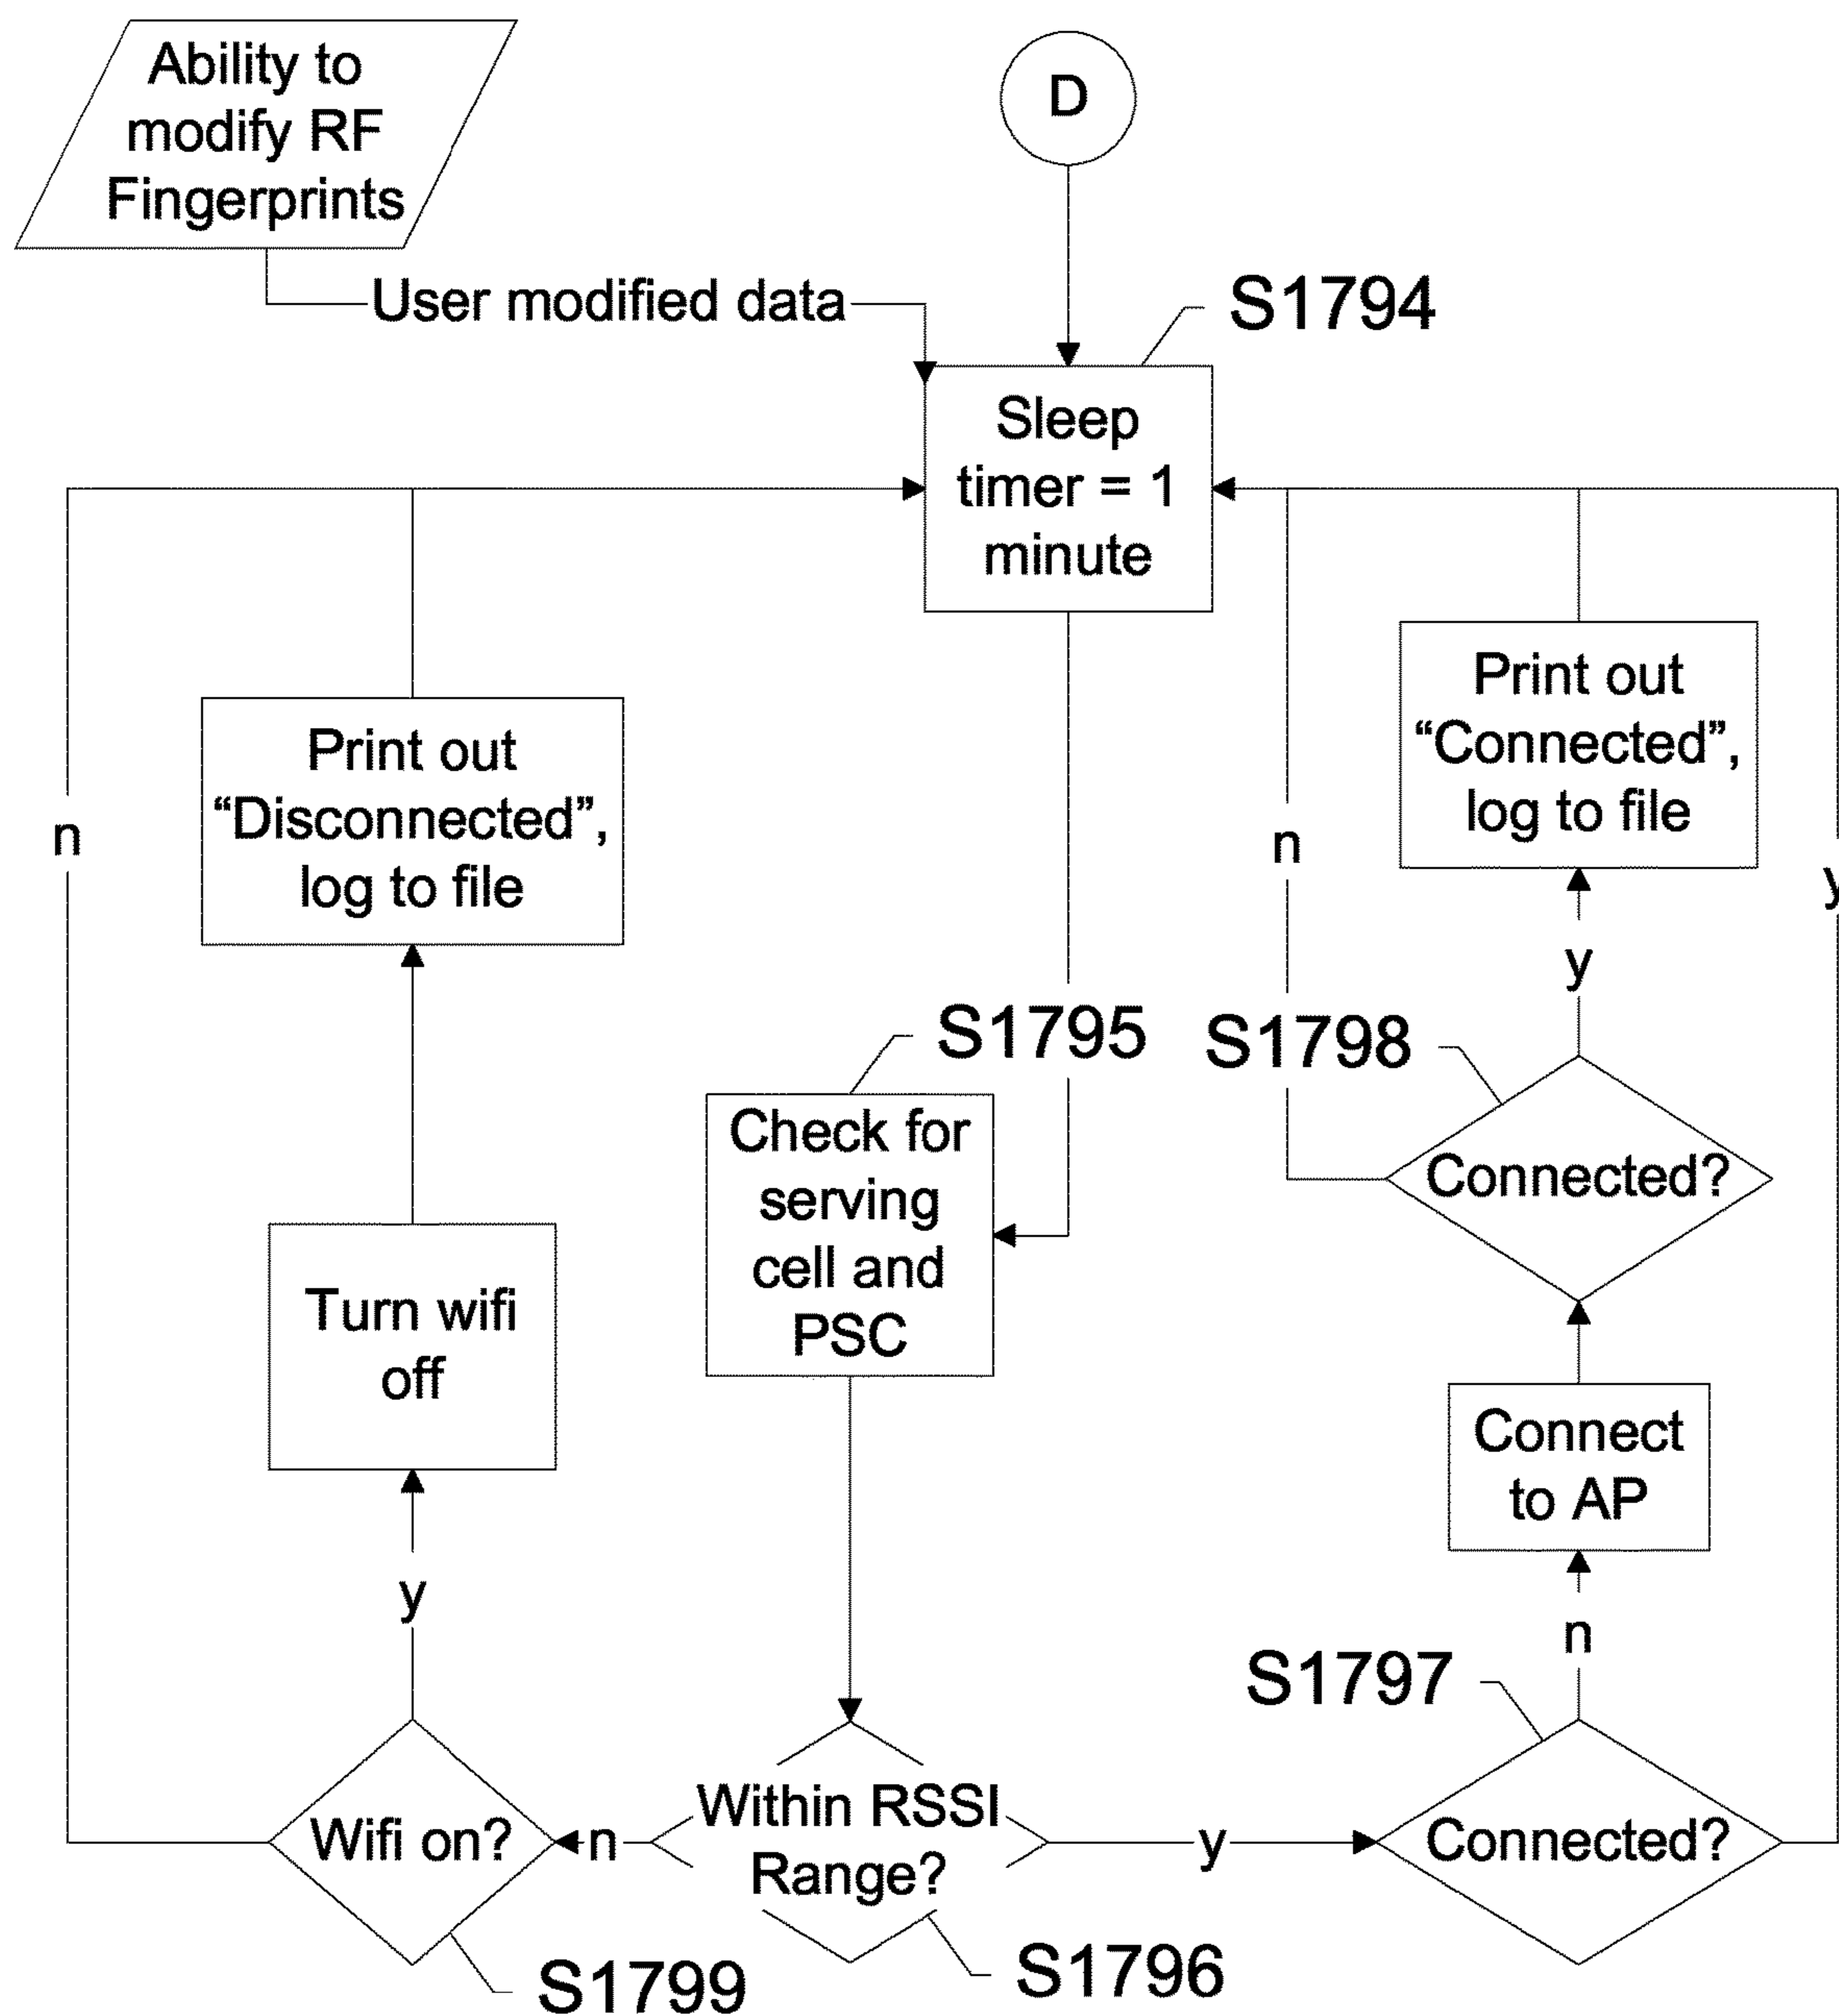 Ability to
modify RF
Fingerprints
D
User modified data
S1794
Sleep
timer = 1
minute
Print out
“Connected”,
log to file
Print out
“Disconnected”,
log to file
n
n
y
y
S1795
S1798
Check for
serving
cell and
PSC
Connected?
Turn wifi
off
Connect
to AP
y
n
S1797
Wifi on?
n
Within RSSI
Range?
y
Connected?
S1799
S1796